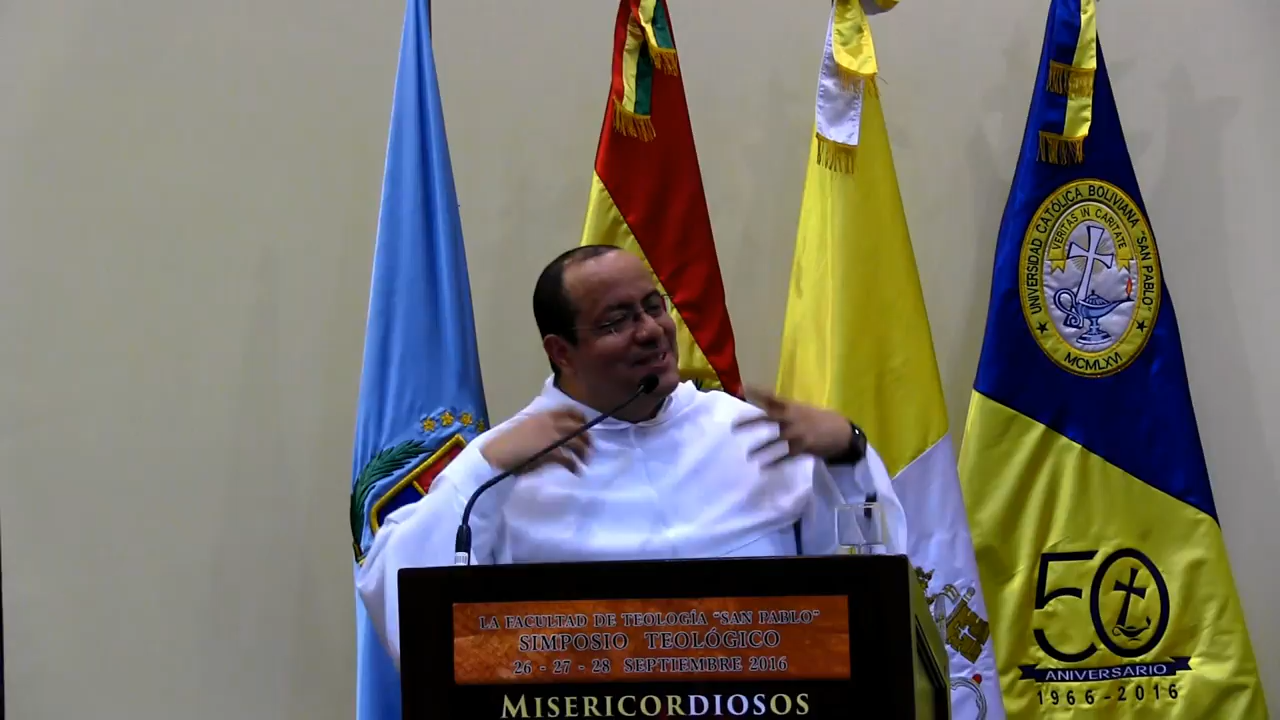 UNIVERSIDAD CATÓLICA BOLIVIANA "SAN PABLO"
VERITAS IN CARITATE
MCMLXVI
50
ANIVERSARIO
1966-2016
LA FACULTAD DE TEOLOGÍA "SAN PABLO"
SIMPOSIO TEOLÓGICO
26 - 27 - 28 SEPTIEMBRE 2016
MISERICORDIOSOS